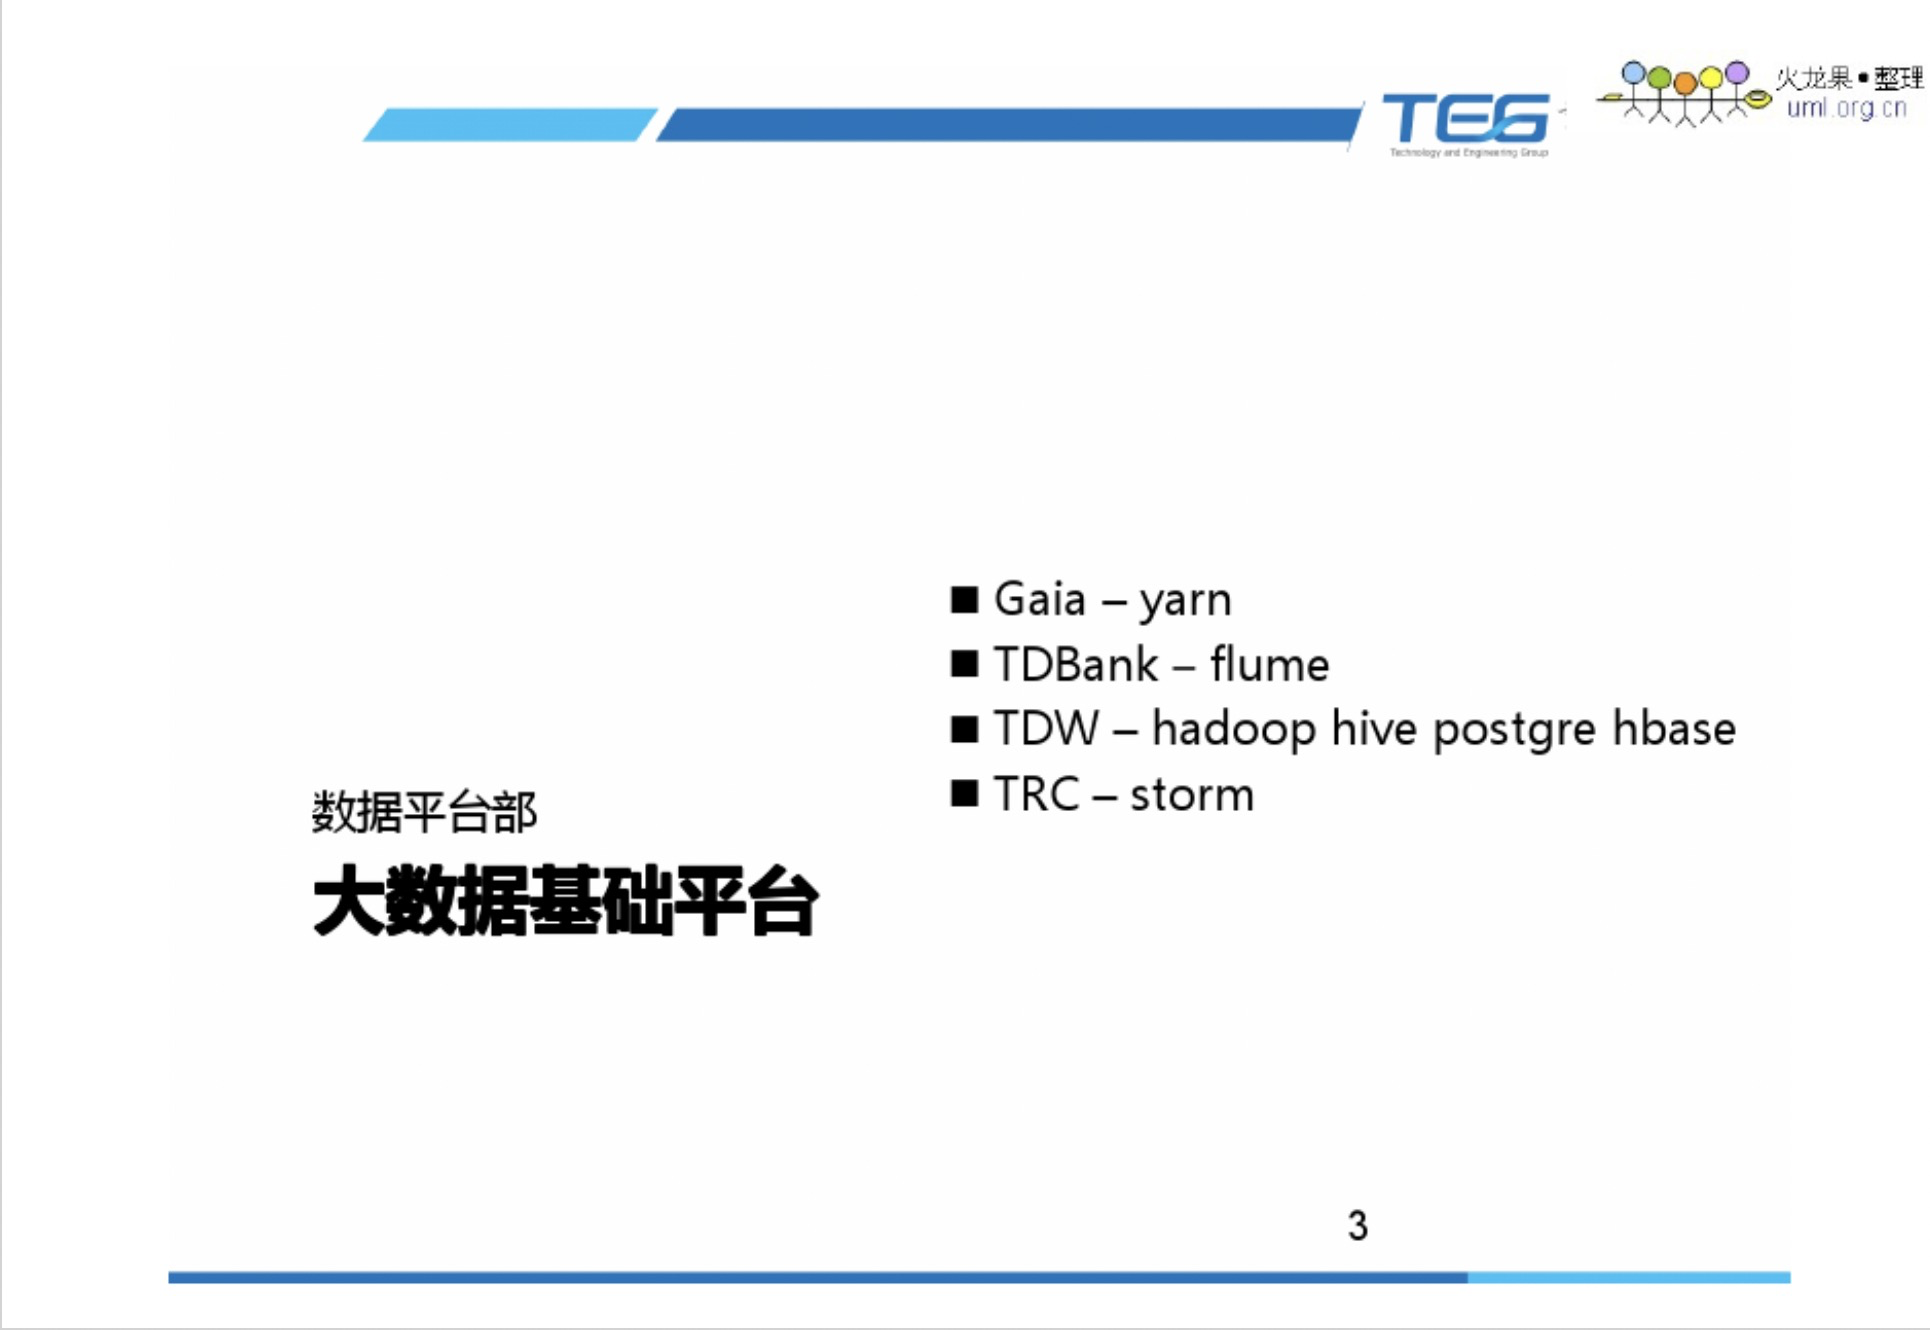 TEG
Technology and Engineering Group
火龙果•整理
uml.org.cn
■ Gaia – yarn
■ TDBank – flume
■ TDW – hadoop hive postgre hbase
■ TRC – storm
数据平台部
大数据基础平台
3